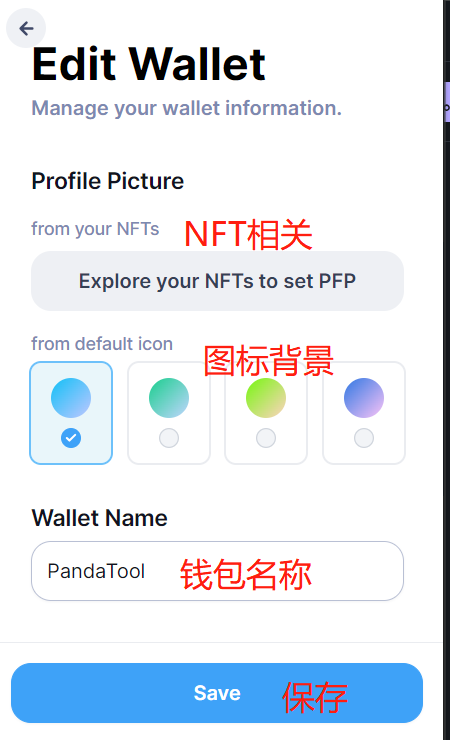 Edit Wallet
Manage your wallet information.
Profile Picture
from your NFTs NFT相关
Explore your NFTs to set PFP
from default icon 图标背景
Wallet Name
PandaTool 钱包名称
Save 保存